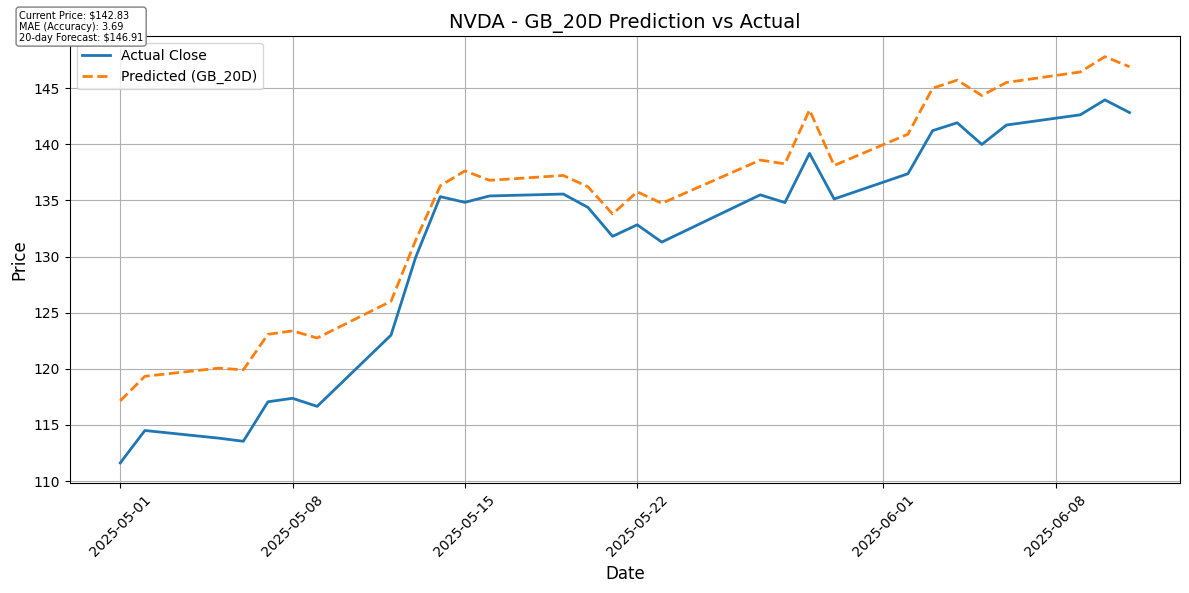 NVDA - GB_20D Prediction vs Actual
Current Price: $142.83
MAE (Accuracy): 3.69
20-day Forecast: $146.91
Actual Close
Predicted (GB_20D)
Price
145
140
135
130
125
120
115
110
2025-05-01
2025-05-08
2025-05-15
2025-05-22
2025-06-01
2025-06-08
Date